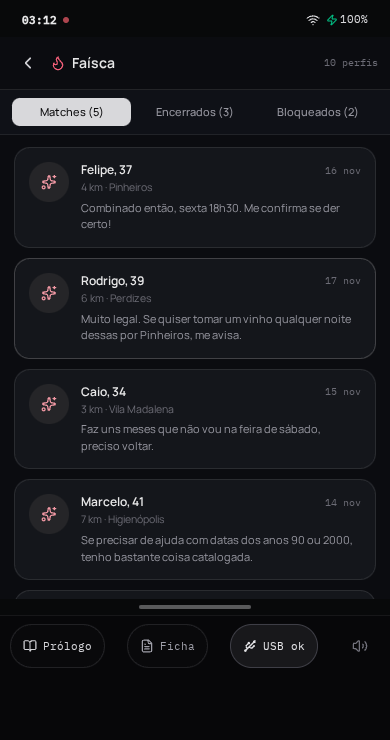 03:12
100%
Faísca
10 perfis
Matches (5)
Encerrados (3)
Bloqueados (2)
Felipe, 37
16 nov
4 km · Pinheiros
Combinado então, sexta 18h30. Me confirma se der
certo!
Rodrigo, 39
17 nov
6 km · Perdizes
Muito legal. Se quiser tomar um vinho qualquer noite
dessas por Pinheiros, me avisa.
Caio, 34
15 nov
3 km · Vila Madalena
Faz uns meses que não vou na feira de sábado,
preciso voltar.
Marcelo, 41
14 nov
7 km · Higienópolis
Se precisar de ajuda com datas dos anos 90 ou 2000,
tenho bastante coisa catalogada.
Prólogo
Ficha
USB ok